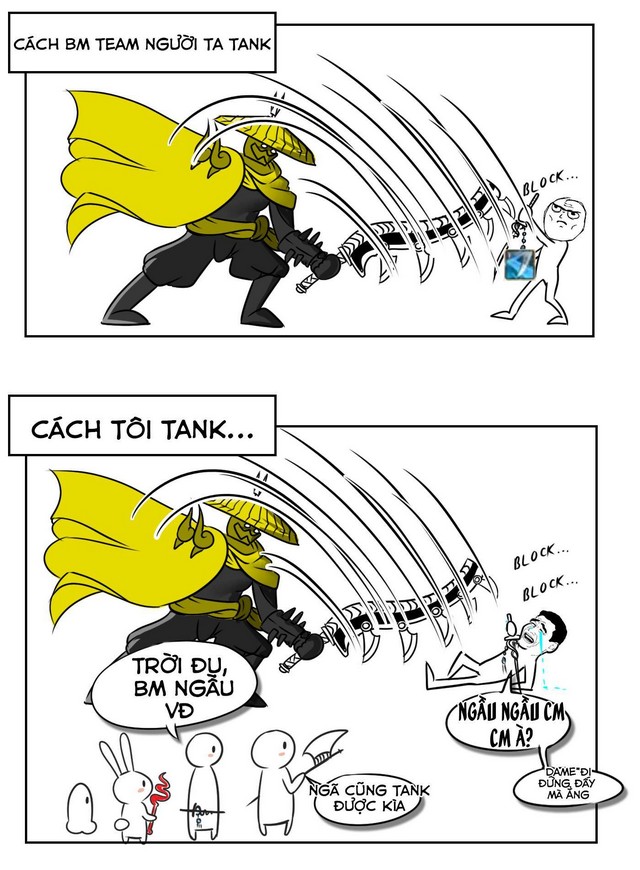 CÁCH BM TEAM NGƯỜI TA TANK
BLOCK...
CÁCH TÔI TANK...
BLOCK...
BLOCK...
TRỜI ĐỤ,
BM NGẦU
VĐ
NGẦU NGẦU CM
CM À?
DAME ĐI
ĐỨNG ĐẤY
MÀ ẲNG
NGÃ CŨNG TANK
ĐƯỢC KÌA